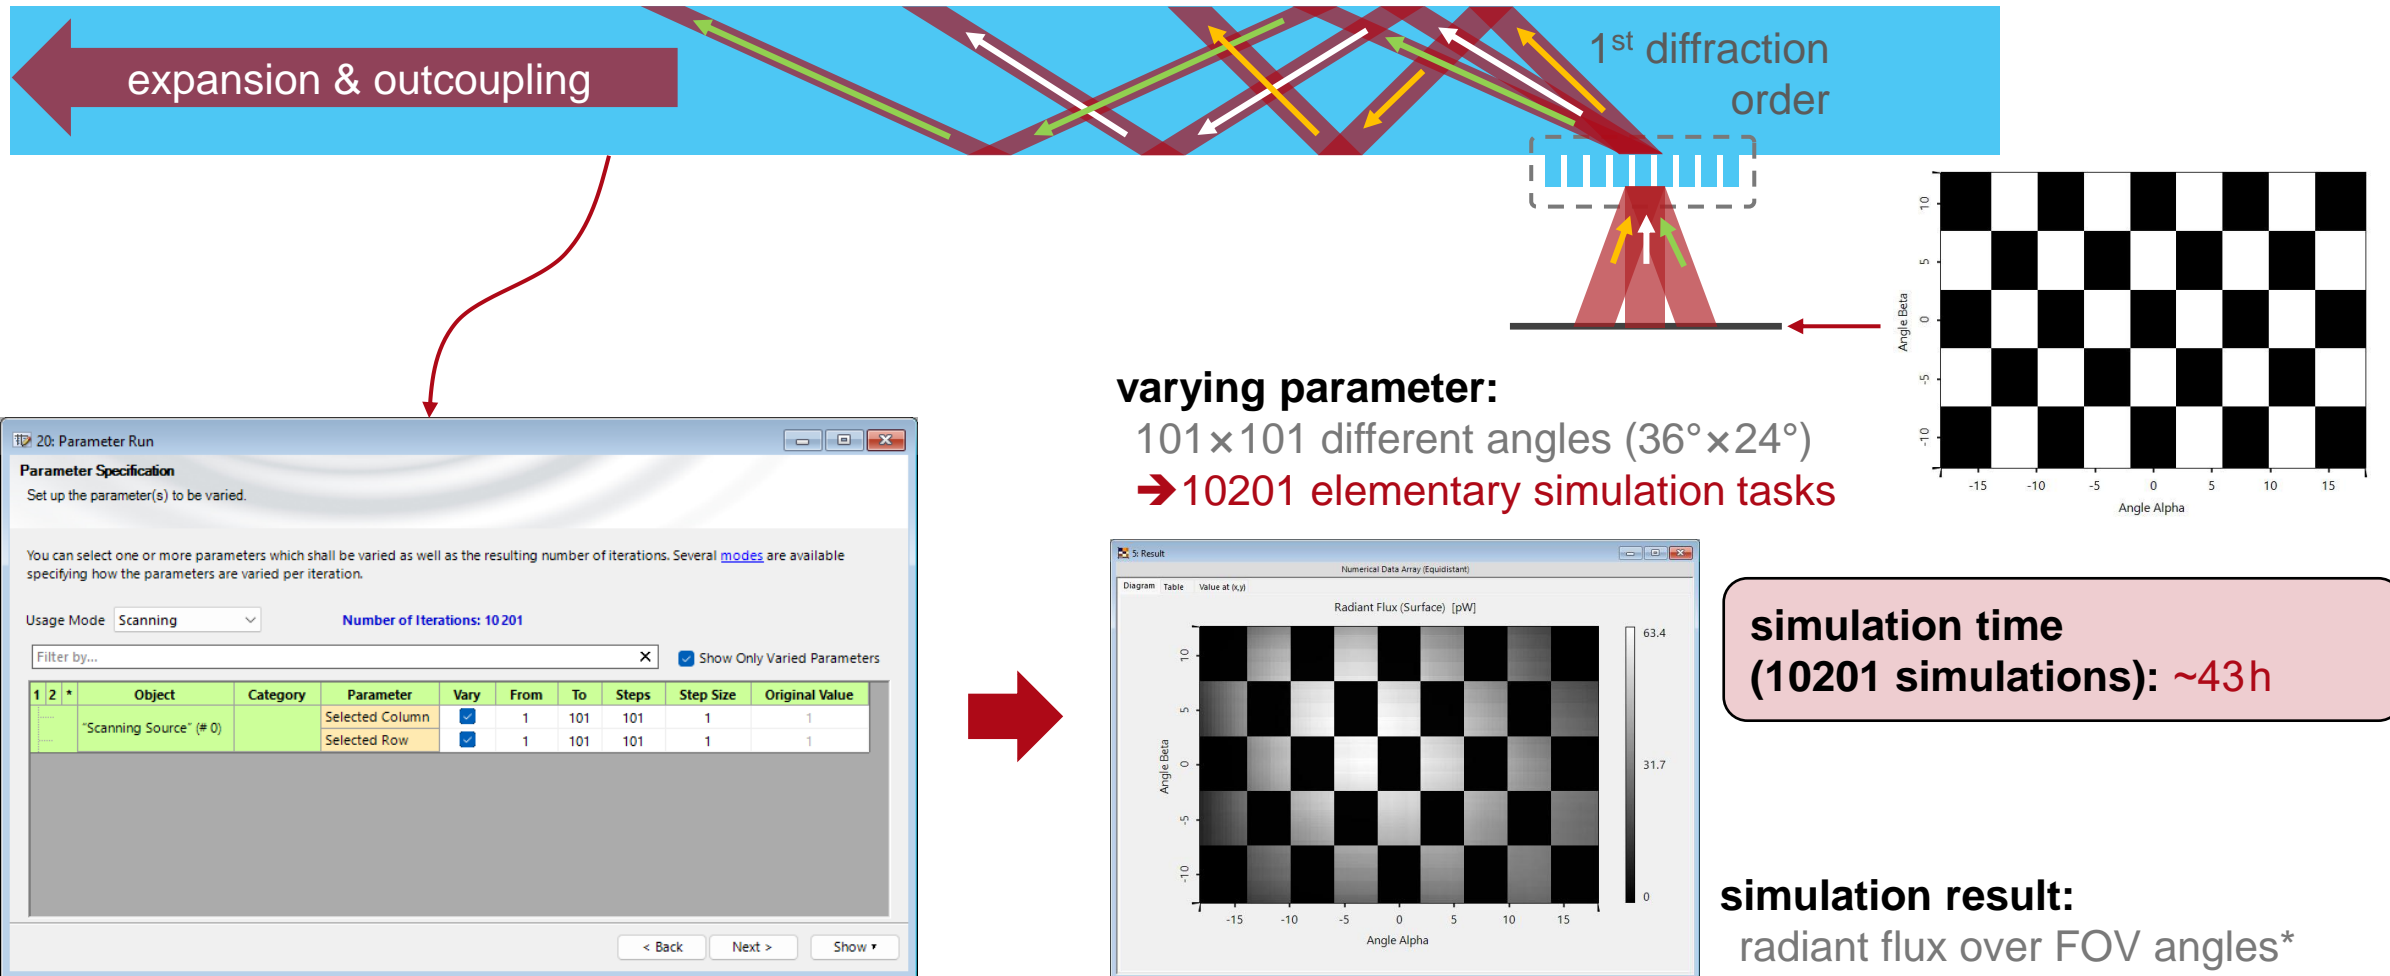 expansion & outcoupling
1st diffraction
order
10
5
0
-5
-10
Angle Beta
-15 -10 -5 0 5 10 15
Angle Alpha
varying parameter:
101×101 different angles (36°×24°)
➔10201 elementary simulation tasks
20: Parameter Run
Parameter Specification
Set up the parameter(s) to be varied.
You can select one or more parameters which shall be varied as well as the resulting number of iterations. Several modes are available
specifying how the parameters are varied per iteration.
Usage Mode Scanning Number of Iterations: 10201
Filter by... Show Only Varied Parameters
1 2 * Object Category Parameter Vary From To Steps Step Size Original Value
"Scanning Source" (# 0)
Selected Column 1 101 101 1 1
Selected Row 1 101 101 1 1
< Back Next > Show
5: Result
Numerical Data Array (Equidistant)
Diagram Table Value at (x,y)
Radiant Flux (Surface) [pW]
63.4
31.7
0
10
5
0
-5
-10
Angle Beta
-15 -10 -5 0 5 10 15
Angle Alpha
simulation time
(10201 simulations): ~43h
simulation result:
radiant flux over FOV angles*